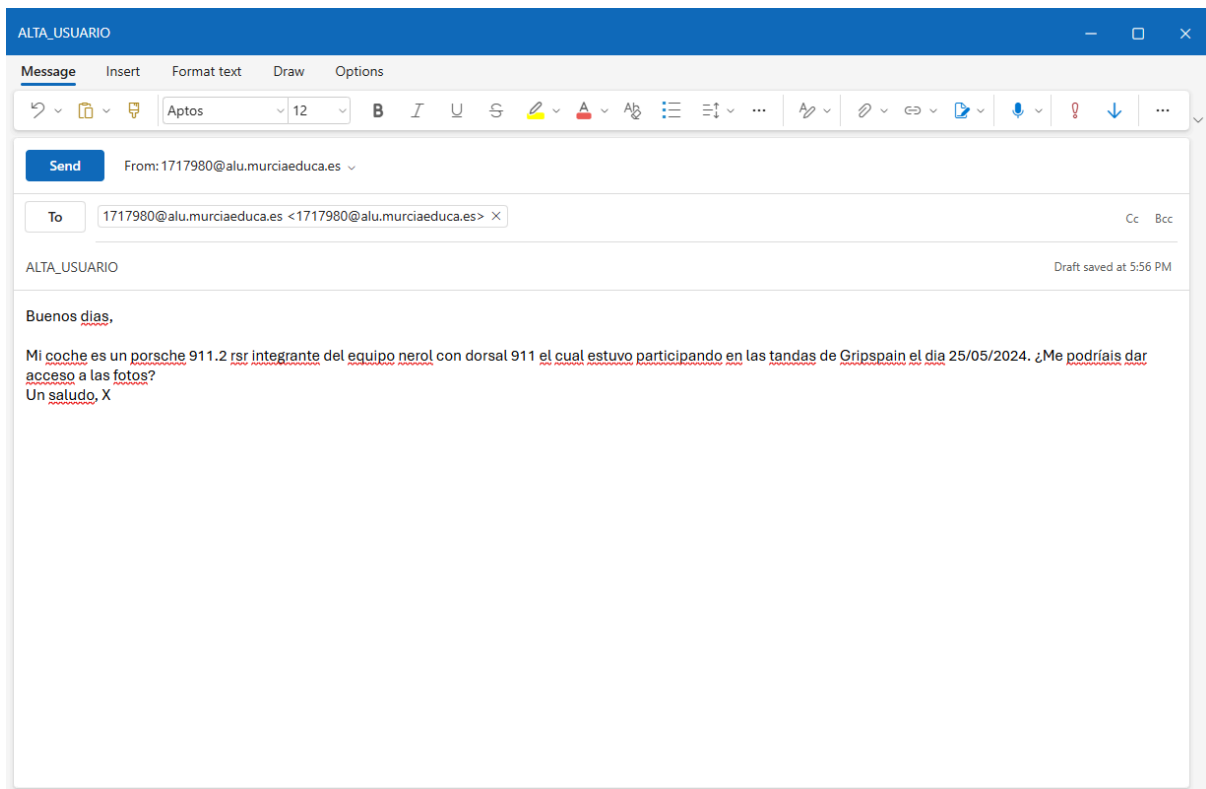 ALTA_USUARIO
Message Insert Format text Draw Options
Aptos 12 B I U S A
Send From: 1717980@alu.murciaeduca.es
To 1717980@alu.murciaeduca.es <1717980@alu.murciaeduca.es> Cc Bcc
ALTA_USUARIO Draft saved at 5:56 PM
Buenos dias,
Mi coche es un porsche 911.2 rsr integrante del equipo nerol con dorsal 911 el cual estuvo participando en las tandas de Gripspain el dia 25/05/2024. ¿Me podríais dar
acceso a las fotos?
Un saludo, X